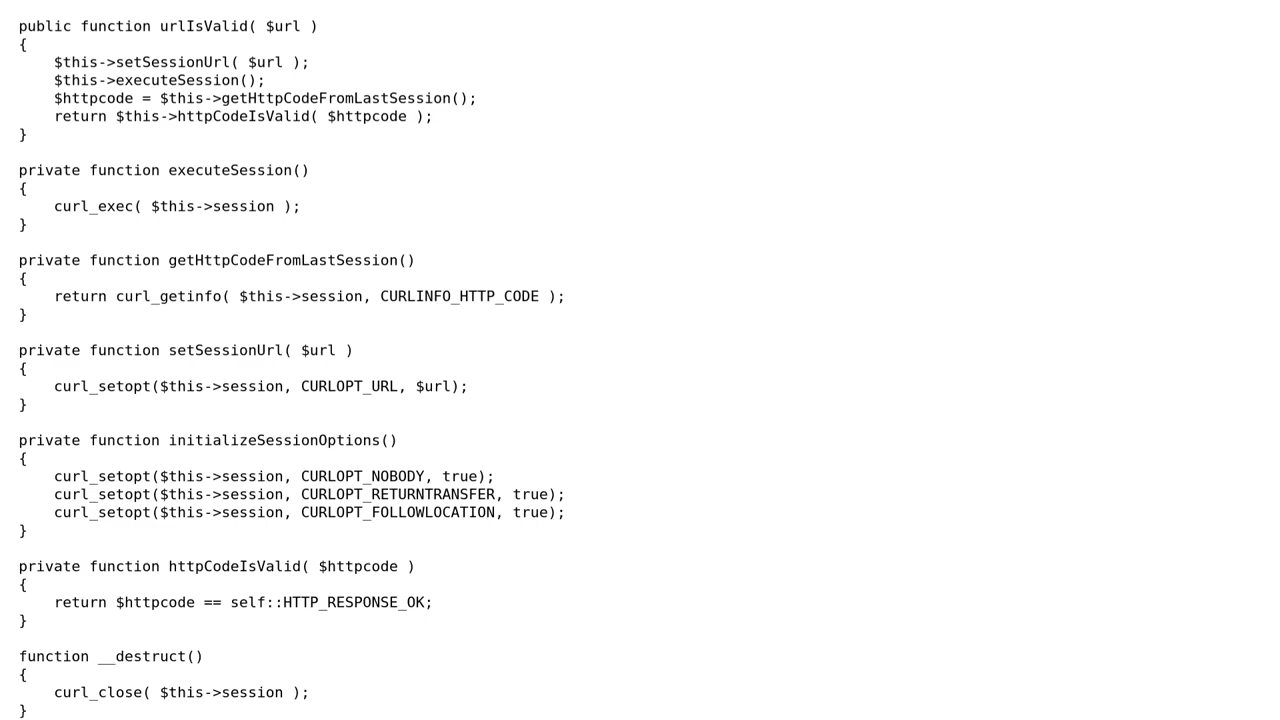 public function urlIsValid( $url )
{
    $this->setSessionUrl( $url );
    $this->executeSession();
    $httpcode = $this->getHttpCodeFromLastSession();
    return $this->httpCodeIsValid( $httpcode );
}

private function executeSession()
{
    curl_exec( $this->session );
}

private function getHttpCodeFromLastSession()
{
    return curl_getinfo( $this->session, CURLINFO_HTTP_CODE );
}

private function setSessionUrl( $url )
{
    curl_setopt($this->session, CURLOPT_URL, $url);
}

private function initializeSessionOptions()
{
    curl_setopt($this->session, CURLOPT_NOBODY, true);
    curl_setopt($this->session, CURLOPT_RETURNTRANSFER, true);
    curl_setopt($this->session, CURLOPT_FOLLOWLOCATION, true);
}

private function httpCodeIsValid( $httpcode )
{
    return $httpcode == self::HTTP_RESPONSE_OK;
}

function __destruct()
{
    curl_close( $this->session );
}